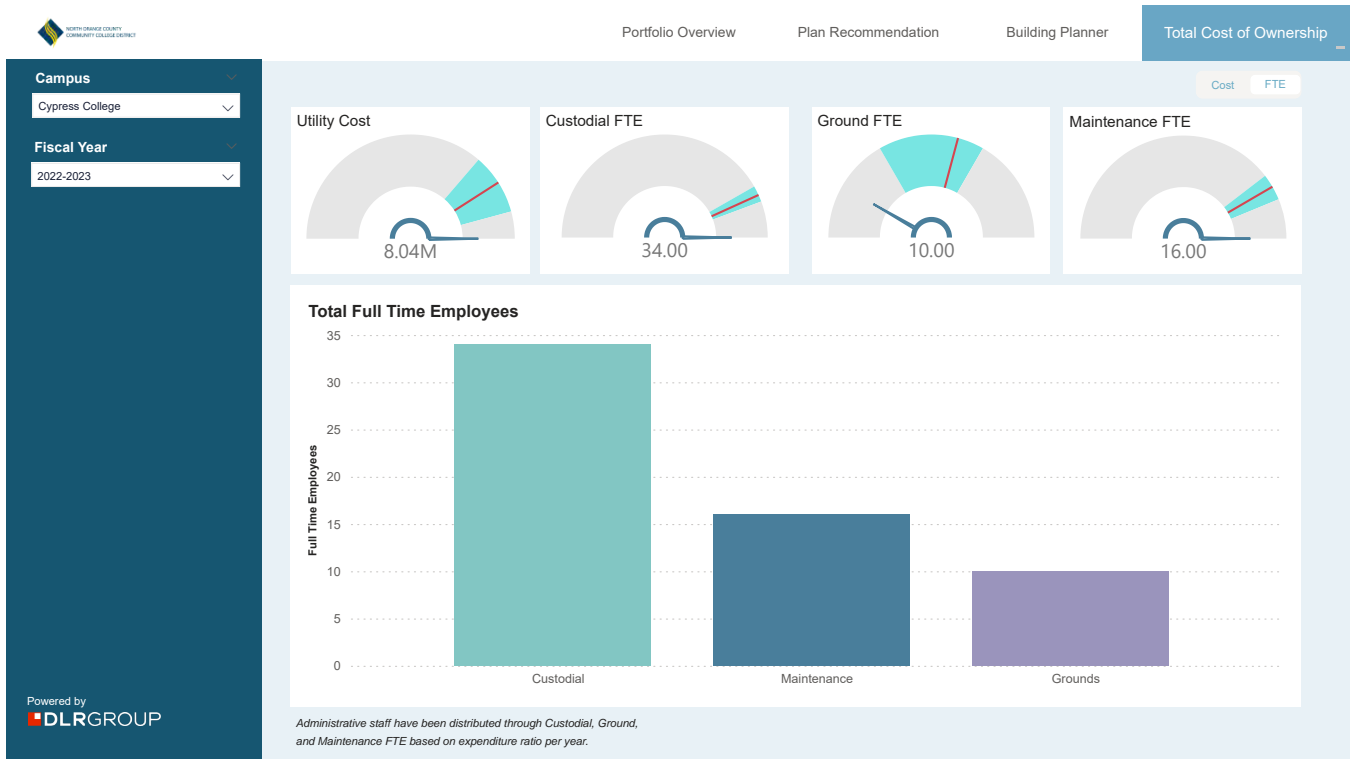 NORTH ORANGE COUNTY
COMMUNITY COLLEGE DISTRICT
Portfolio Overview
Plan Recommendation
Building Planner
Total Cost of Ownership
Campus
Cypress College
Fiscal Year
2022-2023
Cost
FTE
Utility Cost
8.04M
Custodial FTE
34.00
Ground FTE
10.00
Maintenance FTE
16.00
Total Full Time Employees
Full Time Employees
35
30
25
20
15
10
5
0
Custodial
Maintenance
Grounds
Administrative staff have been distributed through Custodial, Ground,
and Maintenance FTE based on expenditure ratio per year.
Powered by
DLRGROUP